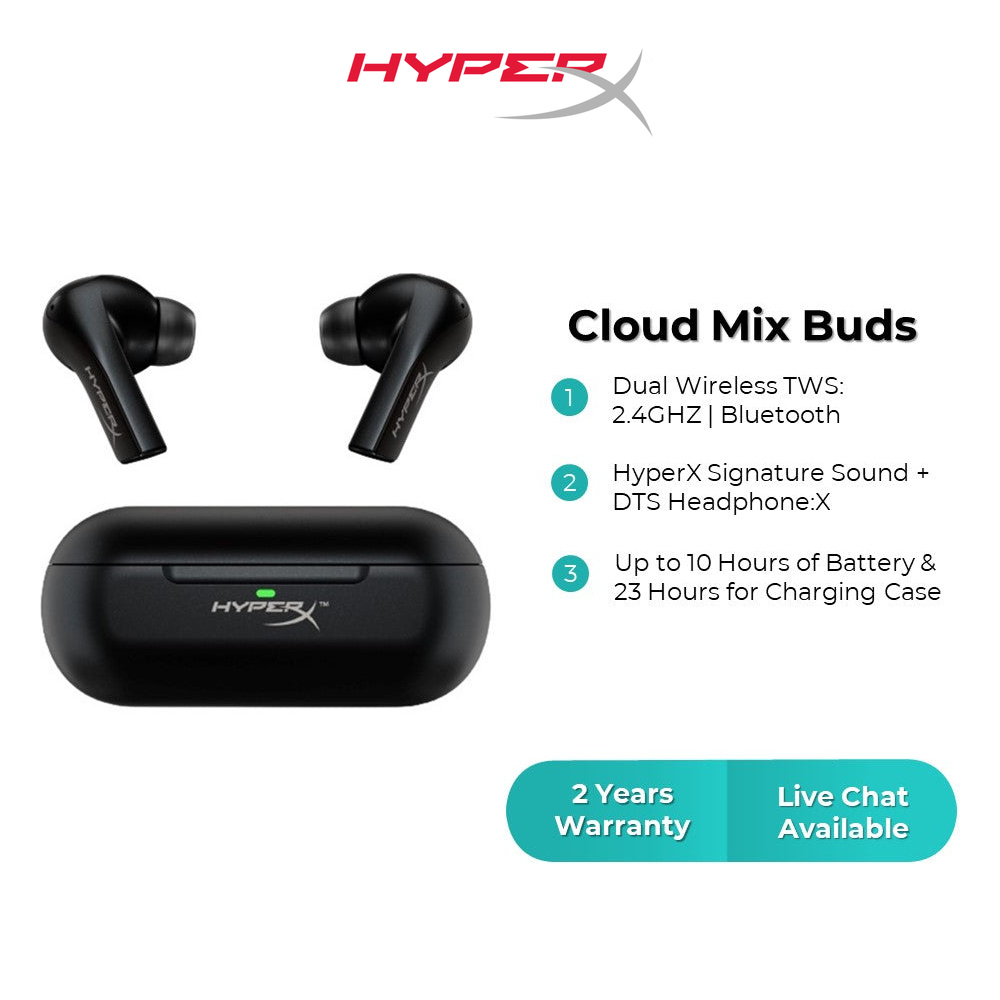 HYPERX
HYPERX
HYPERX
Cloud Mix Buds
1
Dual Wireless TWS:
2.4GHZ | Bluetooth
2
HyperX Signature Sound +
DTS Headphone:X
3
Up to 10 Hours of Battery &
23 Hours for Charging Case
HYPERX™
2 Years
Warranty
Live Chat
Available